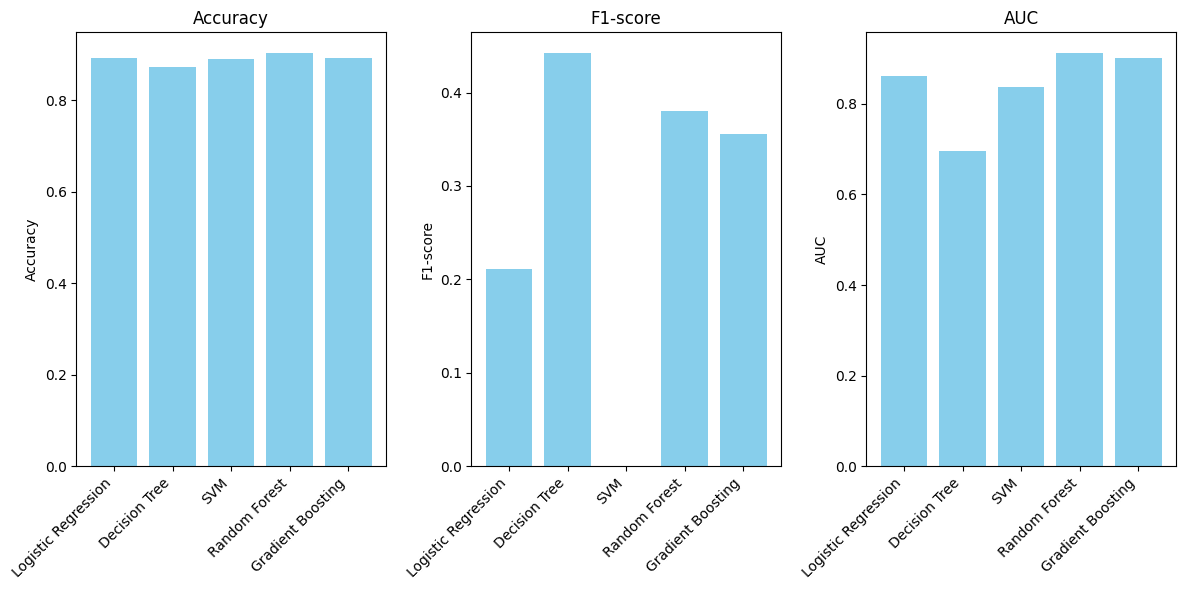 Accuracy
Accuracy
0.8
0.6
0.4
0.2
0.0
Logistic Regression
Decision Tree
SVM
Random Forest
Gradient Boosting
F1-score
F1-score
0.4
0.3
0.2
0.1
0.0
Logistic Regression
Decision Tree
SVM
Random Forest
Gradient Boosting
AUC
AUC
0.8
0.6
0.4
0.2
0.0
Logistic Regression
Decision Tree
SVM
Random Forest
Gradient Boosting